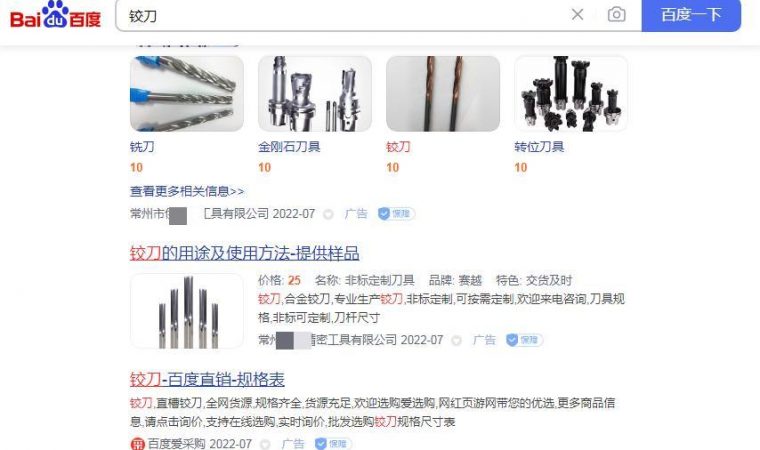 Bai du 百度
铰刀
百度一下
铣刀
金刚石刀具
铰刀
转位刀具
10
10
10
10
查看更多相关信息>>
常州市 工具有限公司 2022-07 广告 保障
铰刀的用途及使用方法-提供样品
价格: 25 名称: 非标定制刀具 品牌: 赛越 特色: 交货及时
铰刀,合金铰刀,专业生产铰刀,非标定制,可按需定制,欢迎来电咨询,刀具规
格,非标可定制,刀杆尺寸
常州 精密工具有限公司 2022-07 广告 保障
铰刀-百度直销-规格表
铰刀,直槽铰刀,全网货源,规格齐全,货源充足,欢迎选购爱选购,网红页游网带您的优选,更多商品信
息,请点击询价,支持在线选购,实时询价,批发选购铰刀规格尺寸表
百度爱采购 2022-07 广告 保障